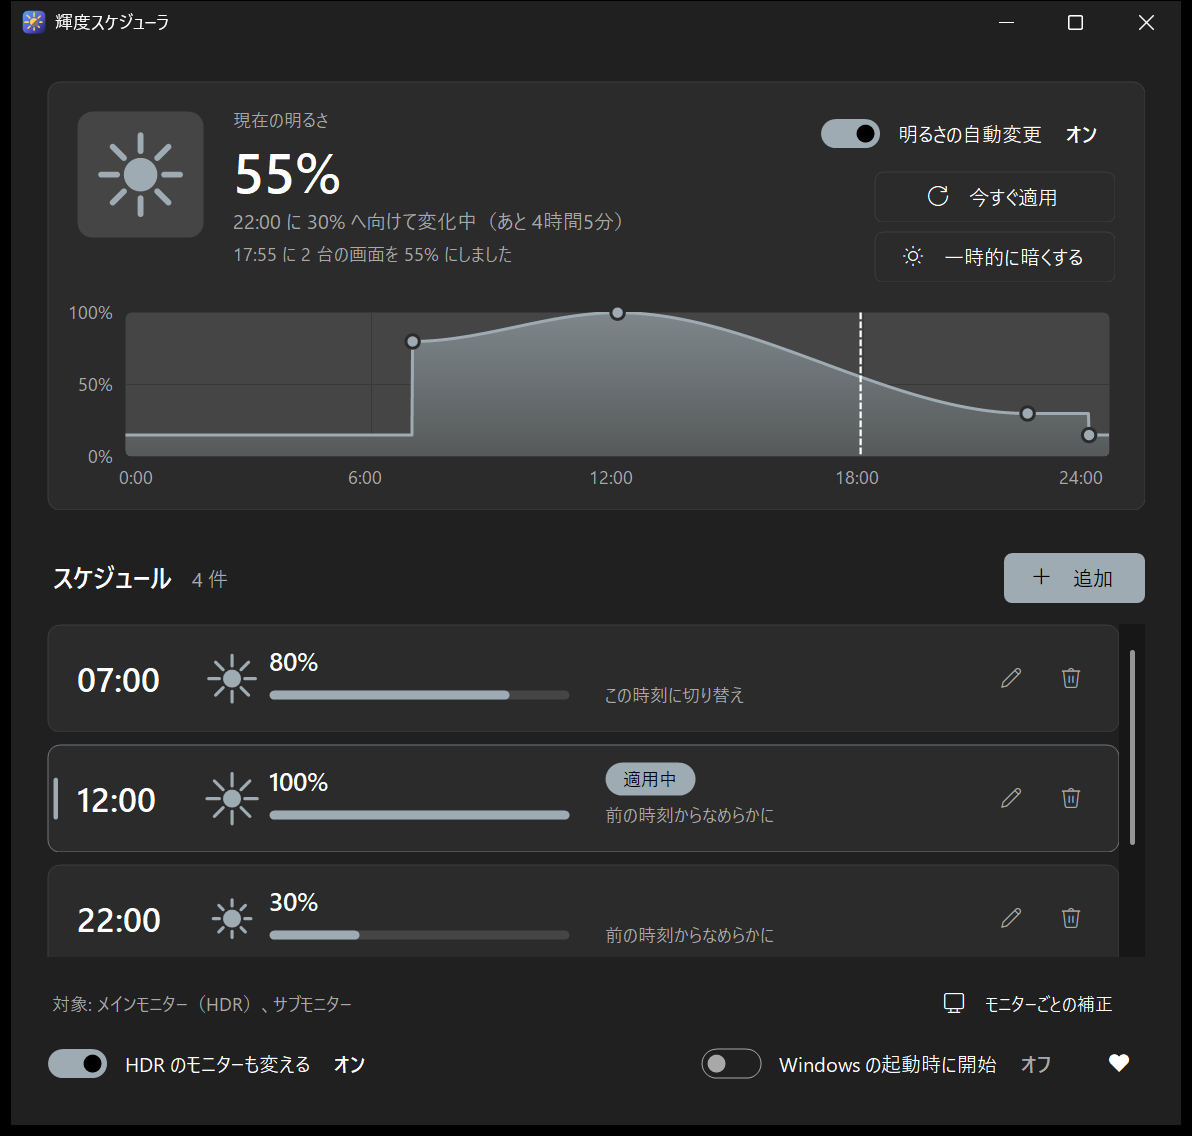 輝度スケジューラ
現在の明るさ
55%
22:00 に 30% へ向けて変化中（あと 4時間5分）
17:55 に 2 台の画面を 55% にしました
明るさの自動変更 オン
今すぐ適用
一時的に暗くする
100%
50%
0%
0:00 6:00 12:00 18:00 24:00
スケジュール 4 件
追加
07:00 80% この時刻に切り替え
12:00 100% 適用中
前の時刻からなめらかに
22:00 30% 前の時刻からなめらかに
対象: メインモニター（HDR）、サブモニター
モニターごとの補正
HDR のモニターも変える オン
Windows の起動時に開始 オフ